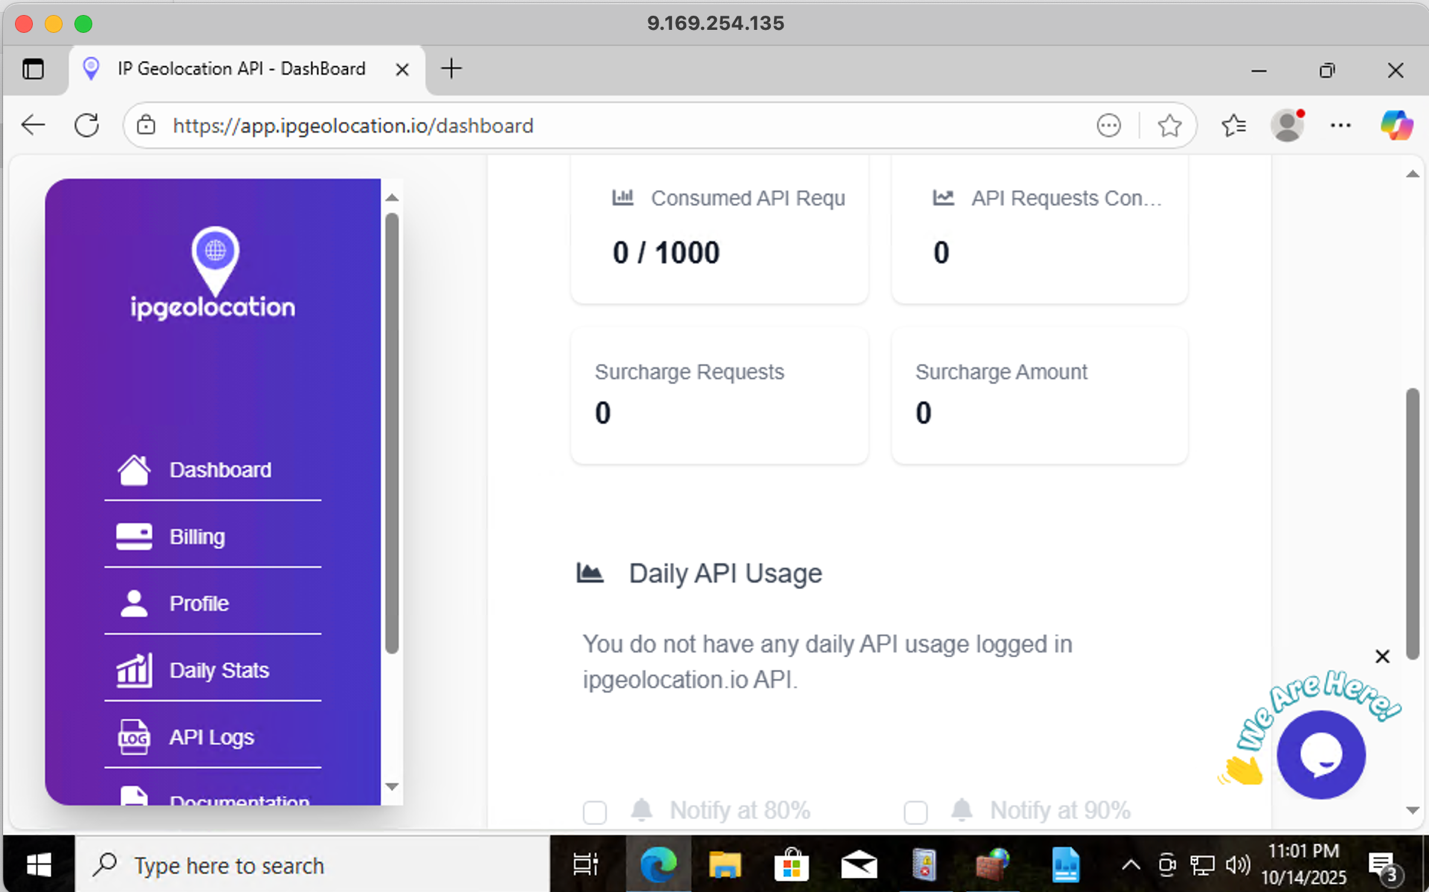 9.169.254.135
IP Geolocation API - DashBoard
https://app.ipgeolocation.io/dashboard
ipgeolocation
Dashboard
Billing
Profile
Daily Stats
LOG
API Logs
Documentation
Consumed API Requ
0 / 1000
API Requests Con...
0
Surcharge Requests
0
Surcharge Amount
0
Daily API Usage
You do not have any daily API usage logged in
ipgeolocation.io API.
Notify at 80%
Notify at 90%
We Are Here!
Type here to search
11:01 PM
10/14/2025
3